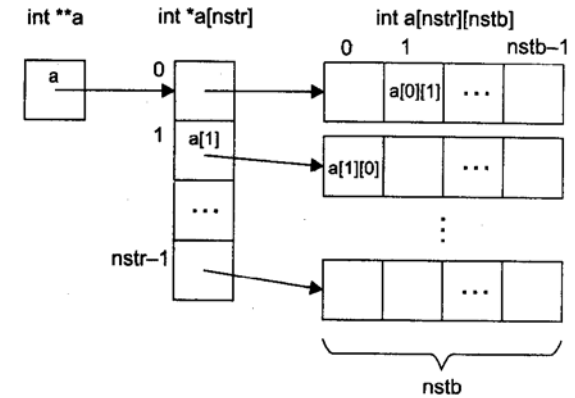 int **a int *a[nstr] int a[nstr][nstb]
0 1 nstb–1
a 0 a[0][1] ...
1 a[1] a[1][0] ...
...
nstr–1 ...
nstb